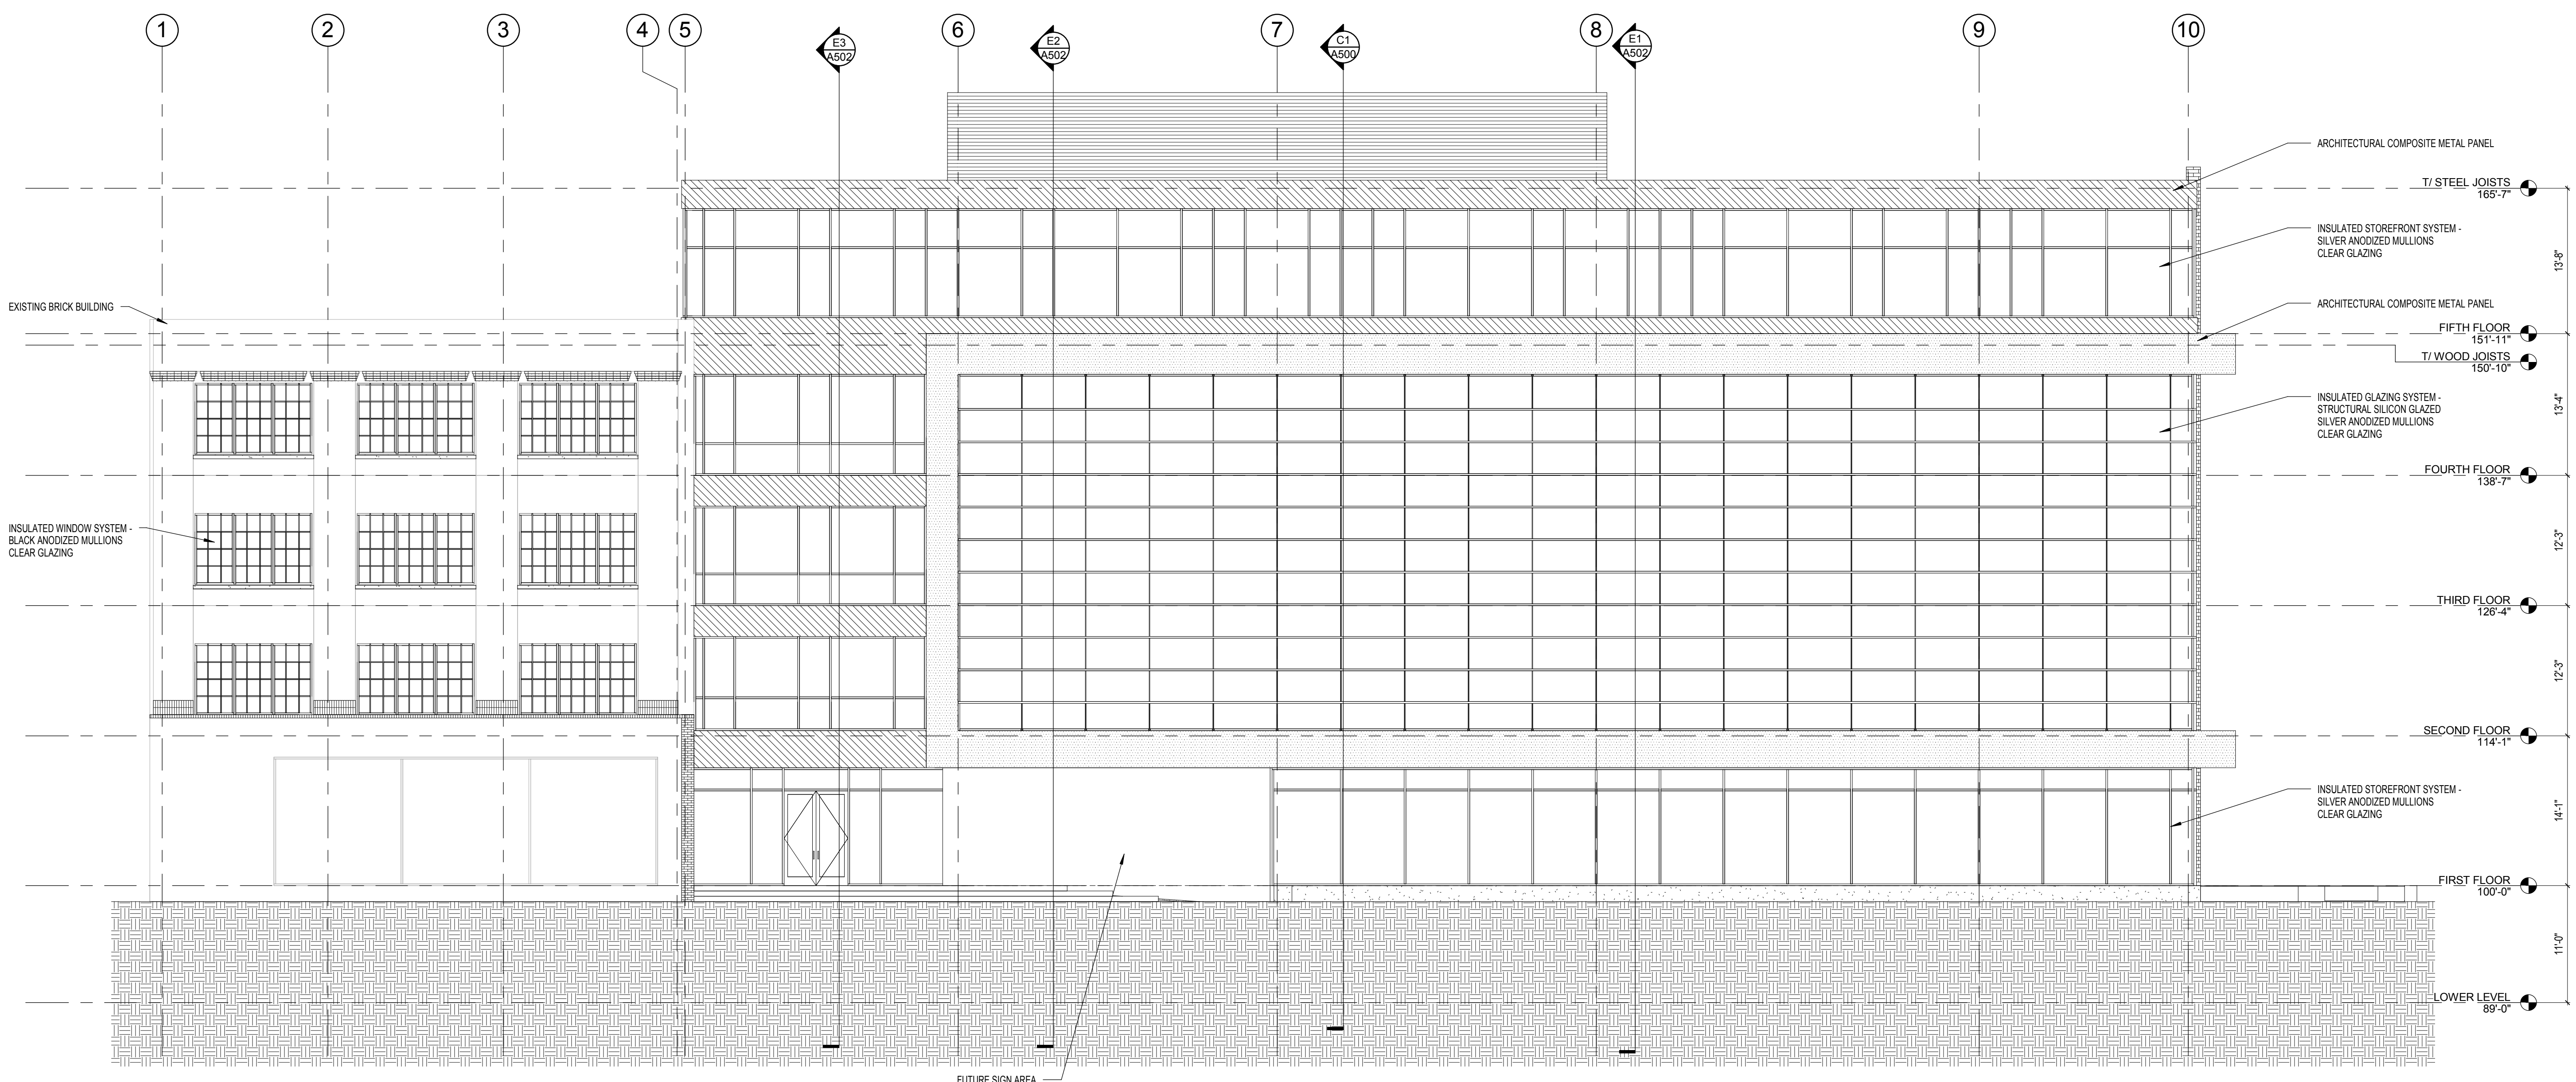 1
2
3
4
5
6
7
8
9
10
E3
A502
E2
A502
C1
A500
E1
A502
ARCHITECTURAL COMPOSITE METAL PANEL
T/ STEEL JOISTS
165'-7"
INSULATED STOREFRONT SYSTEM -
SILVER ANODIZED MULLIONS
CLEAR GLAZING
13'-8"
EXISTING BRICK BUILDING
ARCHITECTURAL COMPOSITE METAL PANEL
FIFTH FLOOR
151'-11"
T/ WOOD JOISTS
150'-10"
INSULATED GLAZING SYSTEM -
STRUCTURAL SILICON GLAZED
SILVER ANODIZED MULLIONS
CLEAR GLAZING
13'-4"
FOURTH FLOOR
138'-7"
INSULATED WINDOW SYSTEM -
BLACK ANODIZED MULLIONS
CLEAR GLAZING
12'-3"
THIRD FLOOR
126'-4"
12'-3"
SECOND FLOOR
114'-1"
INSULATED STOREFRONT SYSTEM -
SILVER ANODIZED MULLIONS
CLEAR GLAZING
14'-1"
FIRST FLOOR
100'-0"
11'-0"
LOWER LEVEL
89'-0"
FUTURE SIGN AREA